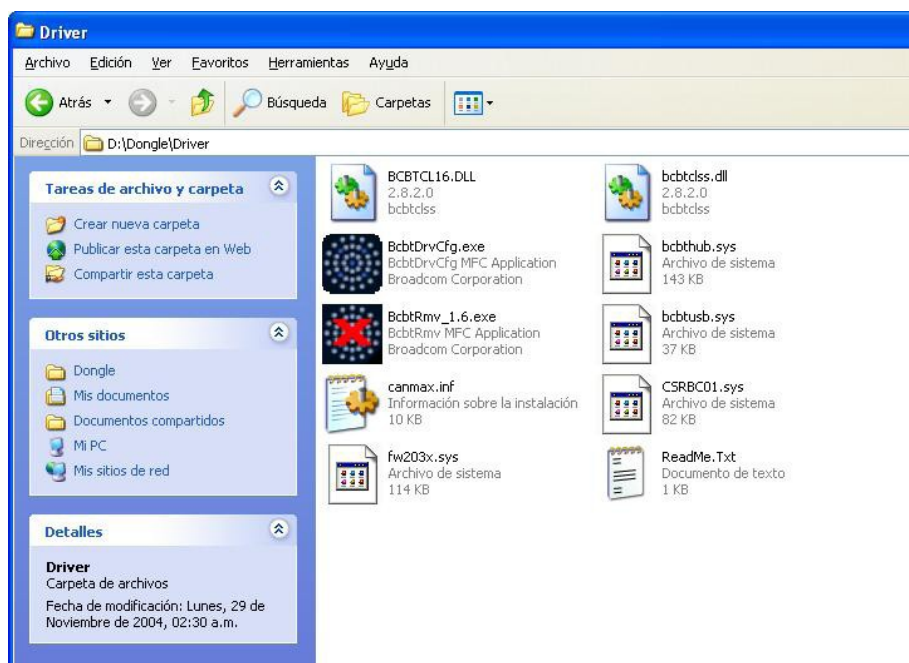 Driver
Archivo Edición Ver Favoritos Herramientas Ayuda
Atrás Búsqueda Carpetas
Dirección D:\Dongle\Driver
Tareas de archivo y carpeta
Crear nueva carpeta
Publicar esta carpeta en Web
Compartir esta carpeta
Otros sitios
Dongle
Mis documentos
Documentos compartidos
Mi PC
Mis sitios de red
Detalles
Driver
Carpeta de archivos
Fecha de modificación: Lunes, 29 de
Noviembre de 2004, 02:30 a.m.
BCBTCL16.DLL
2.8.2.0
bcbtclss
bcbtclss.dll
2.8.2.0
bcbtclss
BcbtDrvCfg.exe
BcbtDrvCfg MFC Application
Broadcom Corporation
bcbthub.sys
Archivo de sistema
143 KB
BcbtRmv_1.6.exe
BcbtRmv MFC Application
Broadcom Corporation
bcbtusb.sys
Archivo de sistema
37 KB
canmax.inf
Información sobre la instalación
10 KB
CSRBC01.sys
Archivo de sistema
82 KB
fw203x.sys
Archivo de sistema
114 KB
ReadMe.Txt
Documento de texto
1 KB